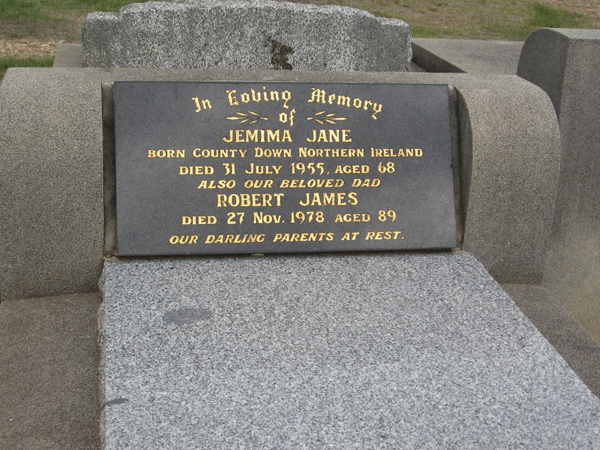 In Loving Memory
of
JEMIMA JANE
BORN COUNTY DOWN NORTHERN IRELAND
DIED 31 JULY 1955, AGED 68
ALSO OUR BELOVED DAD
ROBERT JAMES
DIED 27 NOV. 1978, AGED 89
OUR DARLING PARENTS AT REST.